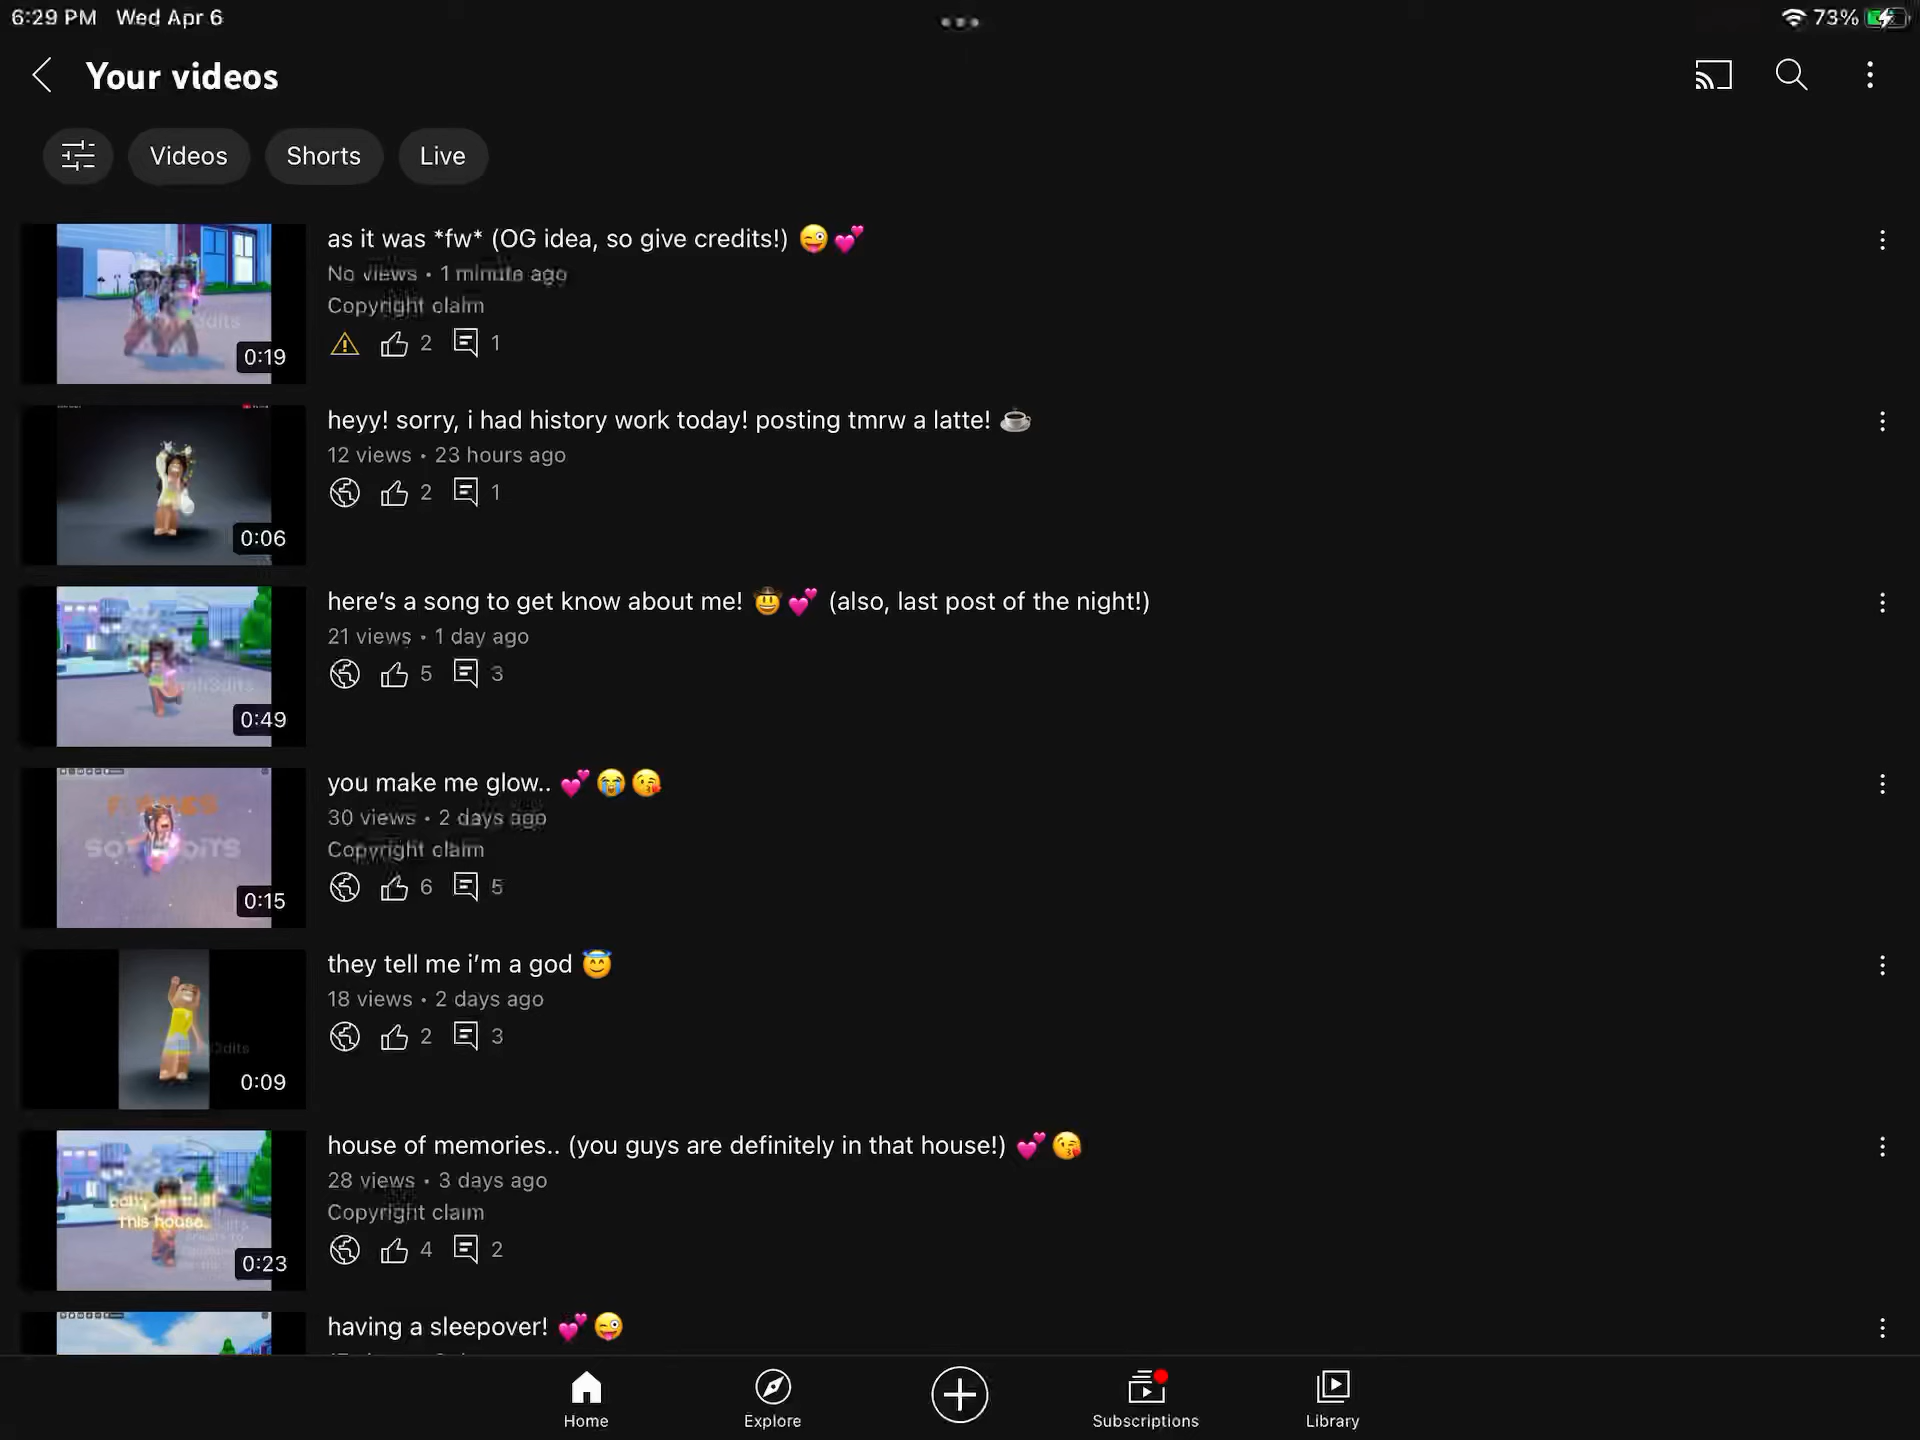 6:29 PM Wed Apr 6 73%
Your videos
Videos Shorts Live
as it was *fw* (OG idea, so give credits!) 😜💕
No views • 1 minute ago
Copyright claim
2 1
0:19
heyy! sorry, i had history work today! posting tmrw a latte! ☕
12 views • 23 hours ago
2 1
0:06
here’s a song to get know about me! 🤠💕 (also, last post of the night!)
21 views • 1 day ago
5 3
0:49
you make me glow.. 💕😭😘
30 views • 2 days ago
Copyright claim
6 5
0:15
they tell me i’m a god 😇
18 views • 2 days ago
2 3
0:09
house of memories.. (you guys are definitely in that house!) 💕😘
28 views • 3 days ago
Copyright claim
4 2
this house..
0:23
having a sleepover! 💕😜
Home Explore Subscriptions Library